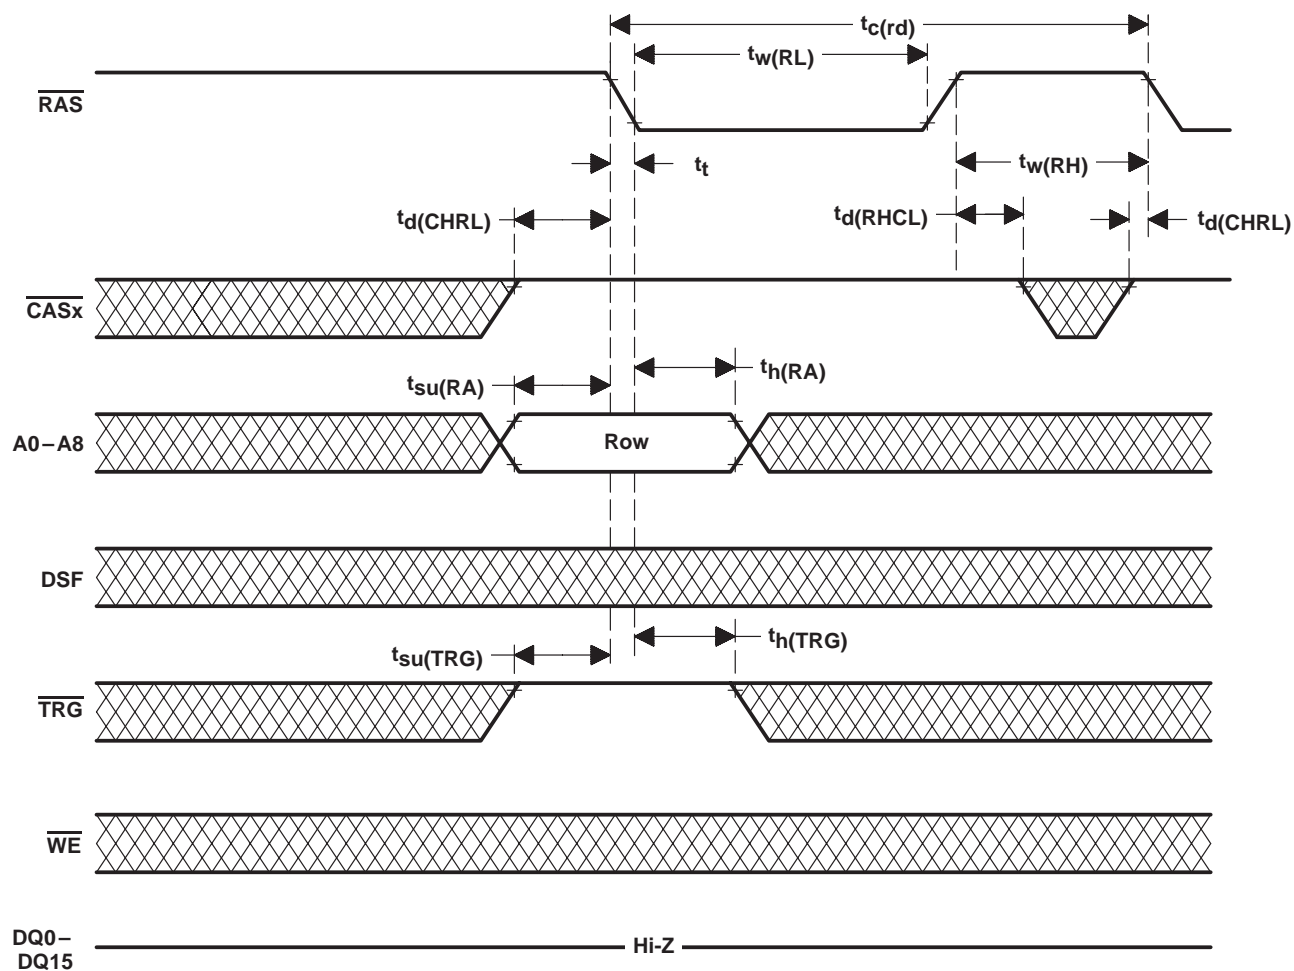 tc(rd)
tw(RL)
RAS
tt
tw(RH)
td(CHRL)
td(RHCL)
td(CHRL)
CASx
tsu(RA)
th(RA)
A0–A8
Row
DSF
tsu(TRG)
th(TRG)
TRG
WE
DQ0–
DQ15
Hi-Z